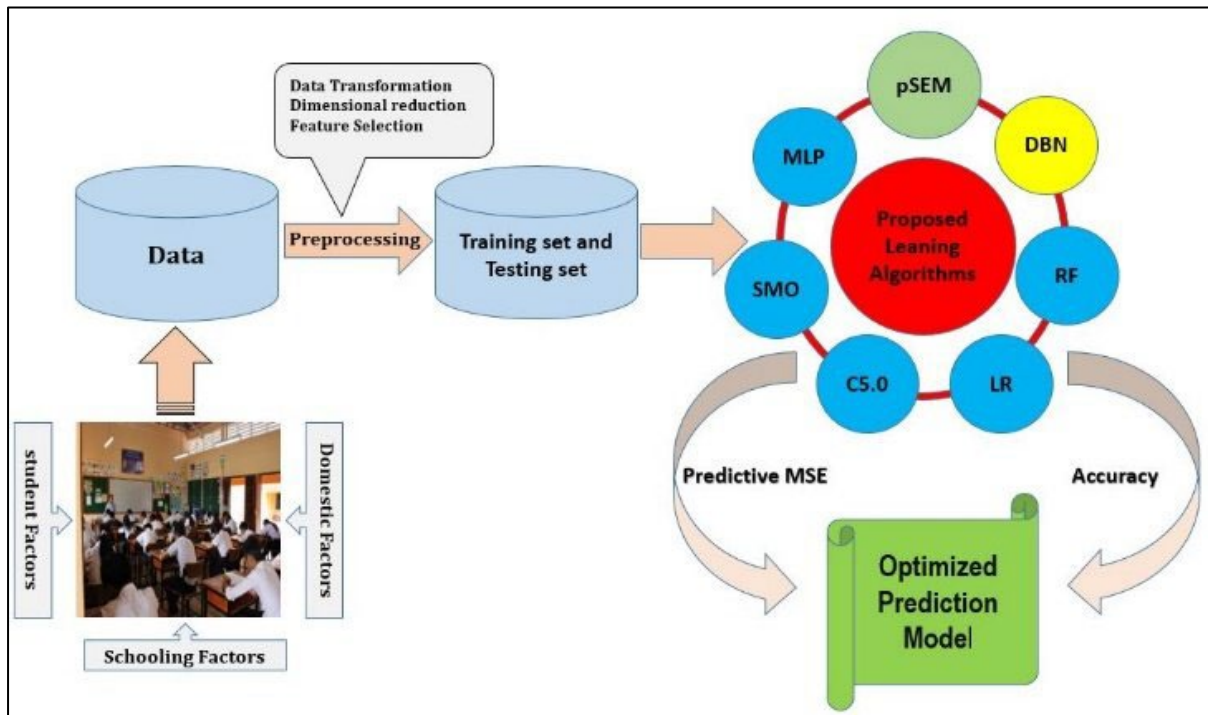 Data Transformation
Dimensional reduction
Feature Selection
Data
Preprocessing
Training set and
Testing set
pSEM
DBN
RF
LR
C5.0
SMO
MLP
Proposed
Leaning
Algorithms
student Factors
Domestic Factors
Schooling Factors
Predictive MSE
Accuracy
Optimized
Prediction
Model